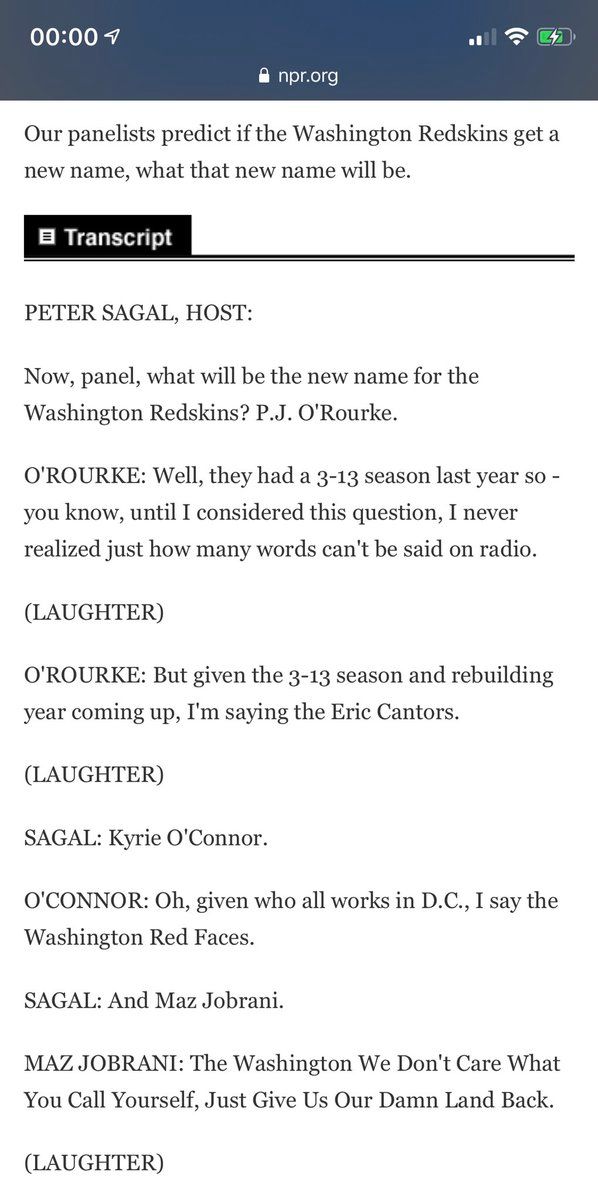 00:00
npr.org
Our panelists predict if the Washington Redskins get a
new name, what that new name will be.
Transcript
PETER SAGAL, HOST:
Now, panel, what will be the new name for the
Washington Redskins? P.J. O'Rourke.
O'ROURKE: Well, they had a 3-13 season last year so -
you know, until I considered this question, I never
realized just how many words can't be said on radio.
(LAUGHTER)
O'ROURKE: But given the 3-13 season and rebuilding
year coming up, I'm saying the Eric Cantors.
(LAUGHTER)
SAGAL: Kyrie O'Connor.
O'CONNOR: Oh, given who all works in D.C., I say the
Washington Red Faces.
SAGAL: And Maz Jobrani.
MAZ JOBRANI: The Washington We Don't Care What
You Call Yourself, Just Give Us Our Damn Land Back.
(LAUGHTER)